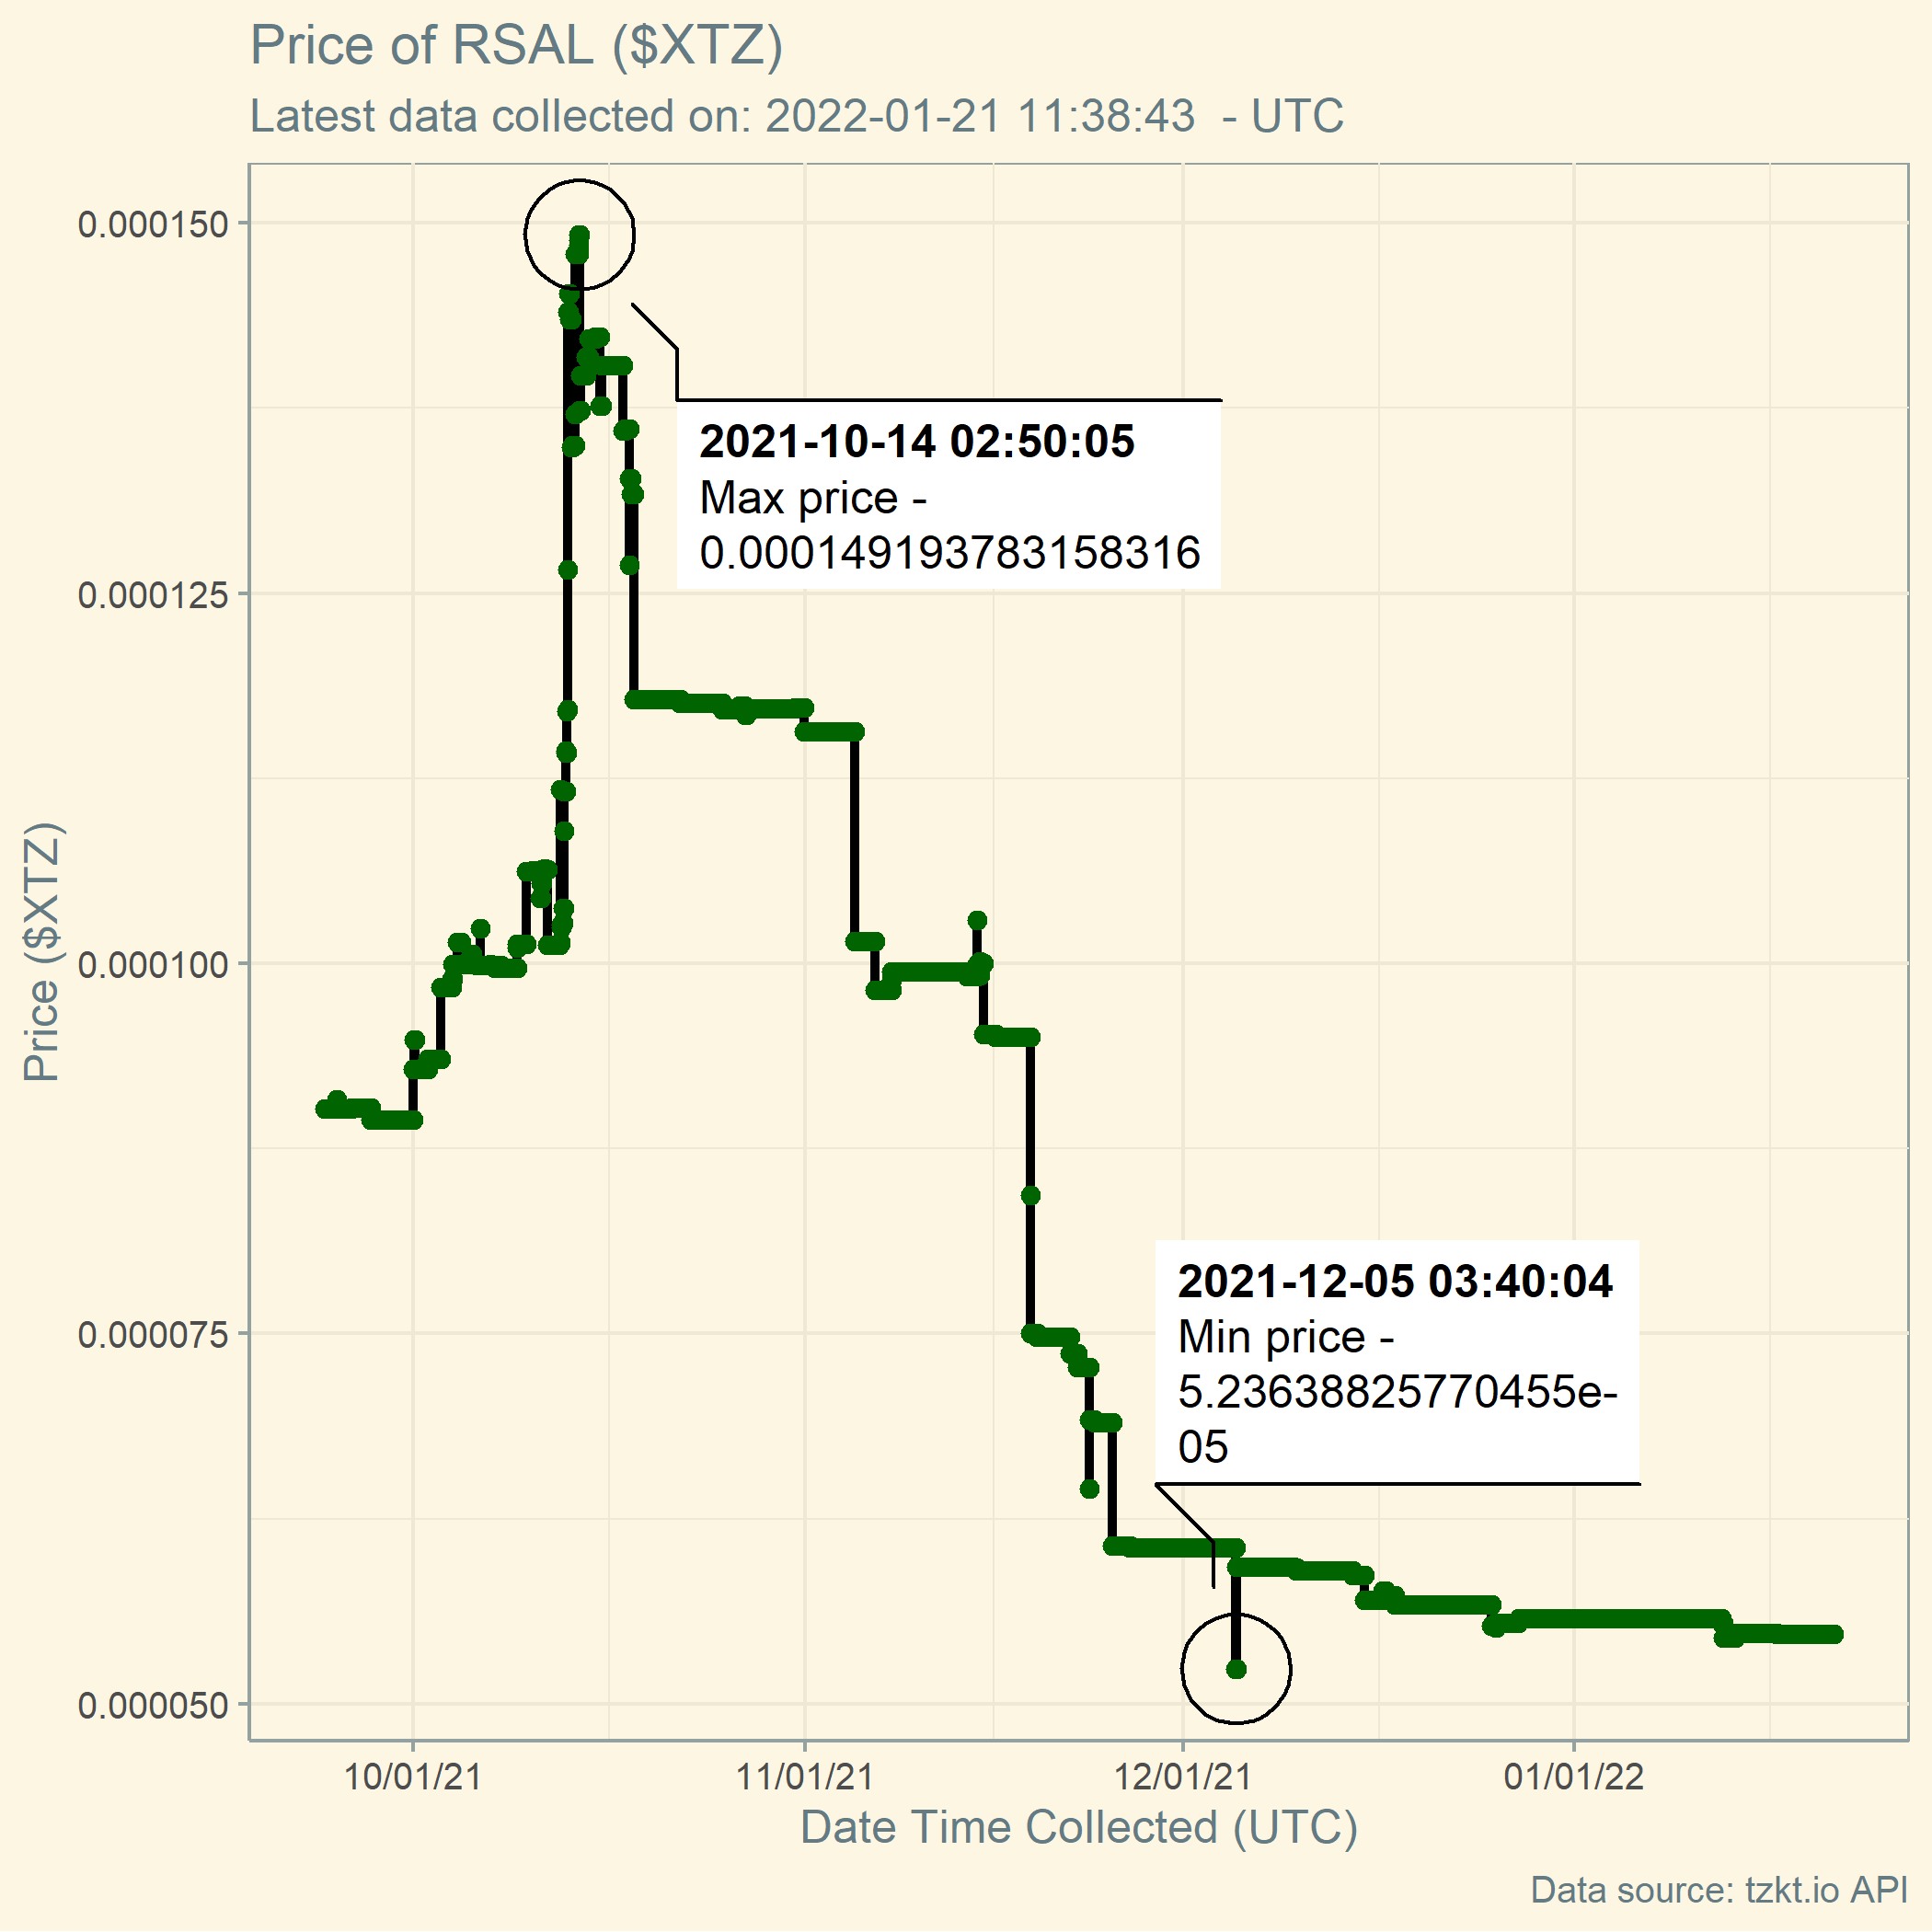 Price of RSAL ($XTZ)
Latest data collected on: 2022-01-21 11:38:43  - UTC
0.000150
0.000125
0.000100
0.000075
0.000050
Price ($XTZ)
2021-10-14 02:50:05
Max price -
0.000149193783158316
2021-12-05 03:40:04
Min price -
5.23638825770455e-
05
10/01/21
11/01/21
12/01/21
01/01/22
Date Time Collected (UTC)
Data source: tzkt.io API